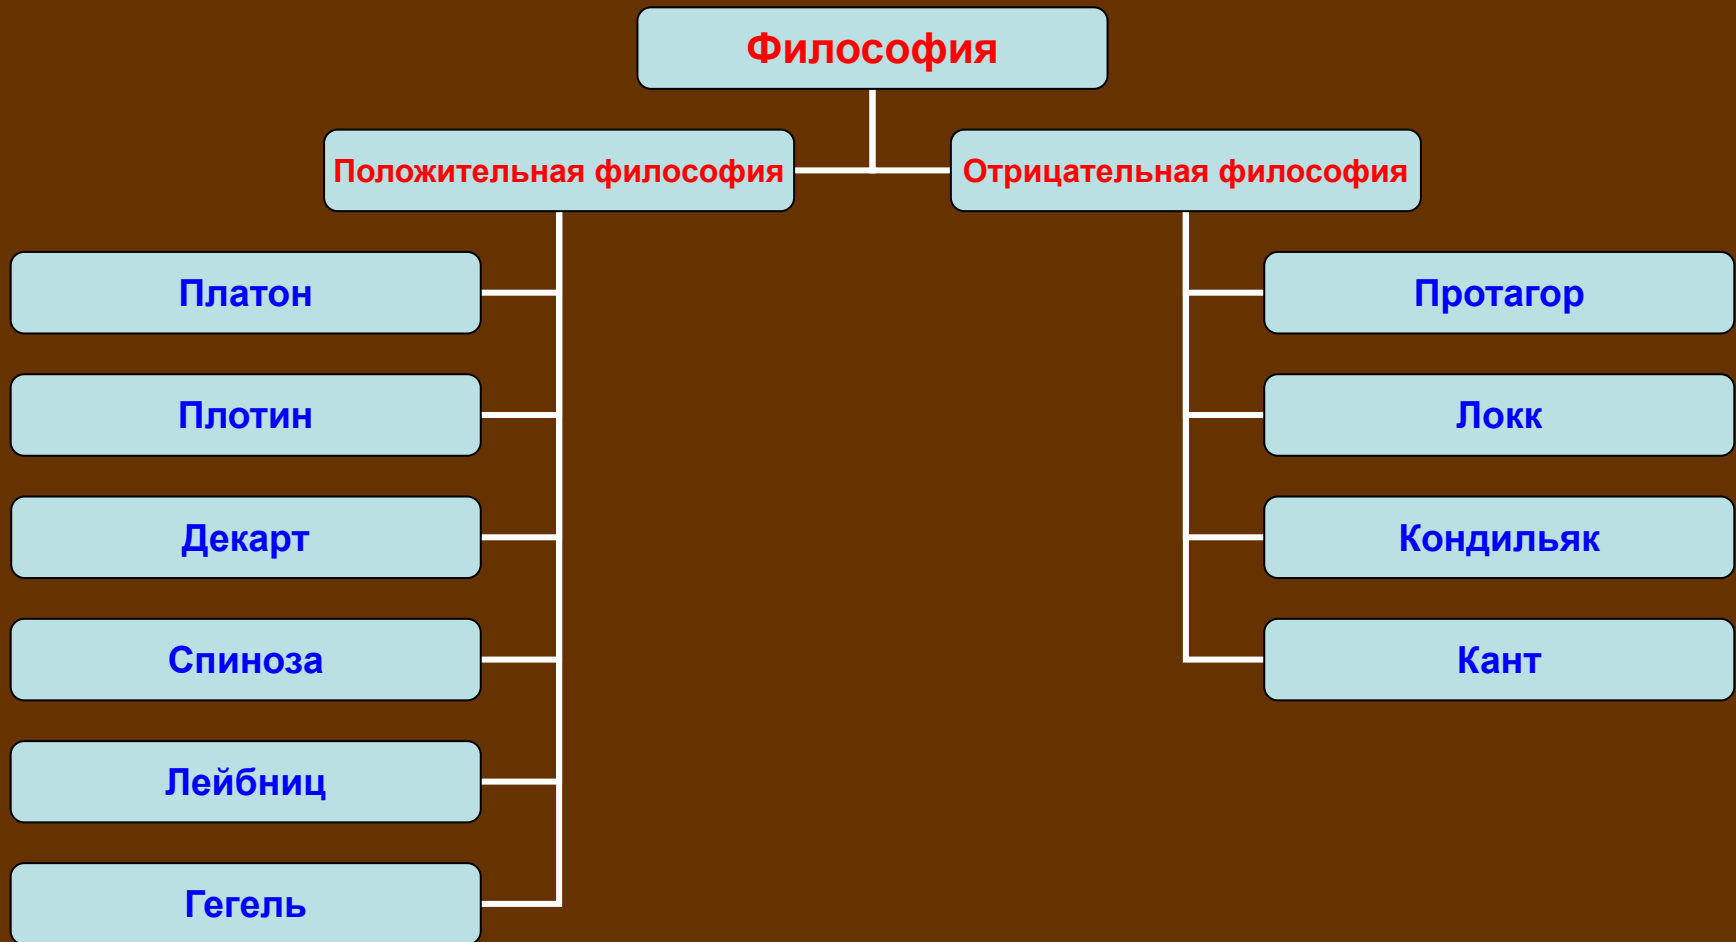 Философия
Положительная философия
Отрицательная философия
Платон
Протагор
Плотин
Локк
Декарт
Кондильяк
Спиноза
Кант
Лейбниц
Гегель